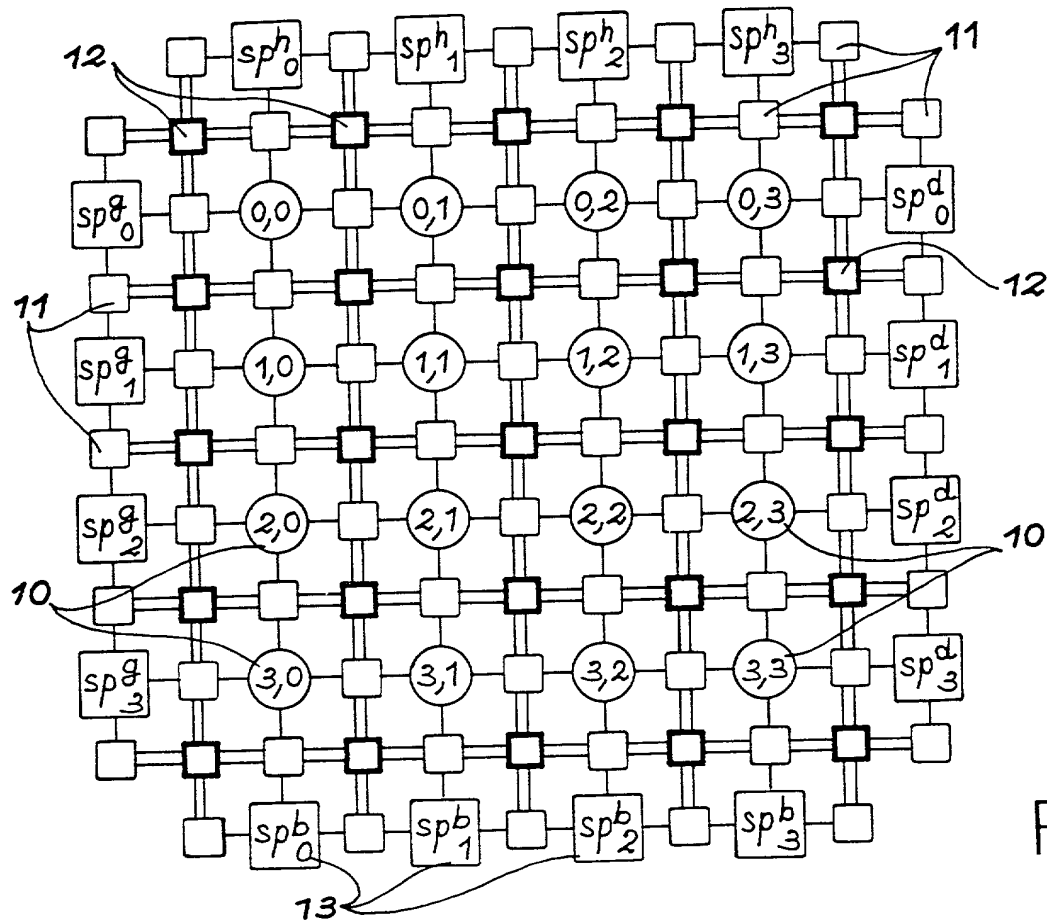 12 sp^h_0 sp^h_1 sp^h_2 sp^h_3 11
sp^g_0 0,0 0,1 0,2 0,3 sp^d_0
12
11
sp^g_1 1,0 1,1 1,2 1,3 sp^d_1
sp^g_2 2,0 2,1 2,2 2,3 sp^d_2
10 10
sp^g_3 3,0 3,1 3,2 3,3 sp^d_3
sp^b_0 sp^b_1 sp^b_2 sp^b_3
13